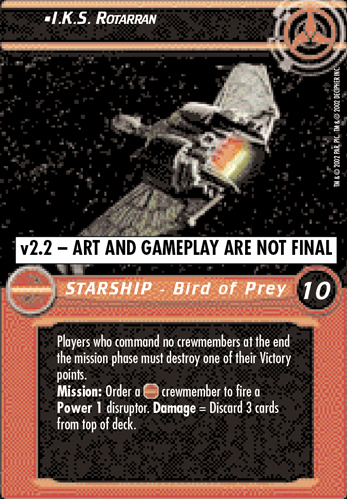 •I.K.S. ROTARRAN
TM & © 2002 PAR. PIC. TM & © 2002 DECIPHER INC.
v2.2 – ART AND GAMEPLAY ARE NOT FINAL
STARSHIP - Bird of Prey 10
Players who command no crewmembers at the end
the mission phase must destroy one of their Victory
points.
Mission: Order a crewmember to fire a
Power 1 disruptor. Damage = Discard 3 cards
from top of deck.